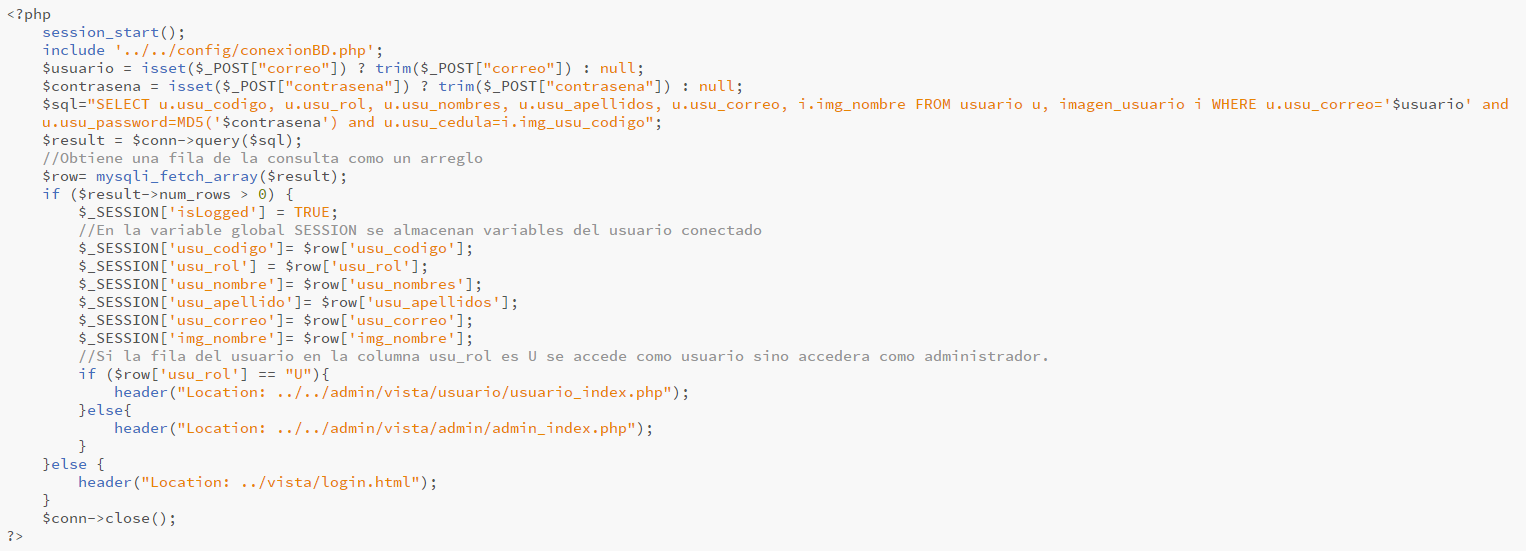 <?php
    session_start();
    include '../../config/conexionBD.php';
    $usuario = isset($_POST["correo"]) ? trim($_POST["correo"]) : null;
    $contrasena = isset($_POST["contrasena"]) ? trim($_POST["contrasena"]) : null;
    $sql="SELECT u.usu_codigo, u.usu_rol, u.usu_nombres, u.usu_apellidos, u.usu_correo, i.img_nombre FROM usuario u, imagen_usuario i WHERE u.usu_correo='$usuario' and
    u.usu_password=MD5('$contrasena') and u.usu_cedula=i.img_usu_codigo";
    $result = $conn->query($sql);
    //Obtiene una fila de la consulta como un arreglo
    $row= mysqli_fetch_array($result);
    if ($result->num_rows > 0) {
        $_SESSION['isLogged'] = TRUE;
        //En la variable global SESSION se almacenan variables del usuario conectado
        $_SESSION['usu_codigo']= $row['usu_codigo'];
        $_SESSION['usu_rol'] = $row['usu_rol'];
        $_SESSION['usu_nombre']= $row['usu_nombres'];
        $_SESSION['usu_apellido']= $row['usu_apellidos'];
        $_SESSION['usu_correo']= $row['usu_correo'];
        $_SESSION['img_nombre']= $row['img_nombre'];
        //Si la fila del usuario en la columna usu_rol es U se accede como usuario sino accedera como administrador.
        if ($row['usu_rol'] == "U"){
            header("Location: ../../admin/vista/usuario/usuario_index.php");
        }else{
            header("Location: ../../admin/vista/admin/admin_index.php");
        }
    }else {
        header("Location: ../vista/login.html");
    }
    $conn->close();
?>